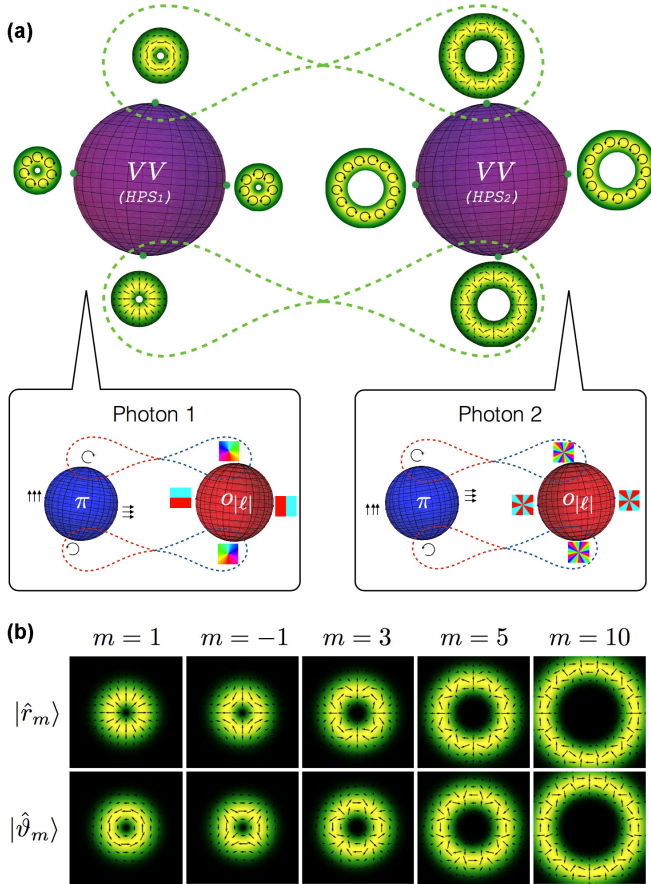 (a)
VV VV
(HPS₁) (HPS₂)
Photon 1 Photon 2
π o|ℓ| π o|ℓ|
(b)
m = 1 m = −1 m = 3 m = 5 m = 10
|r̂ₘ⟩
|ϑ̂ₘ⟩